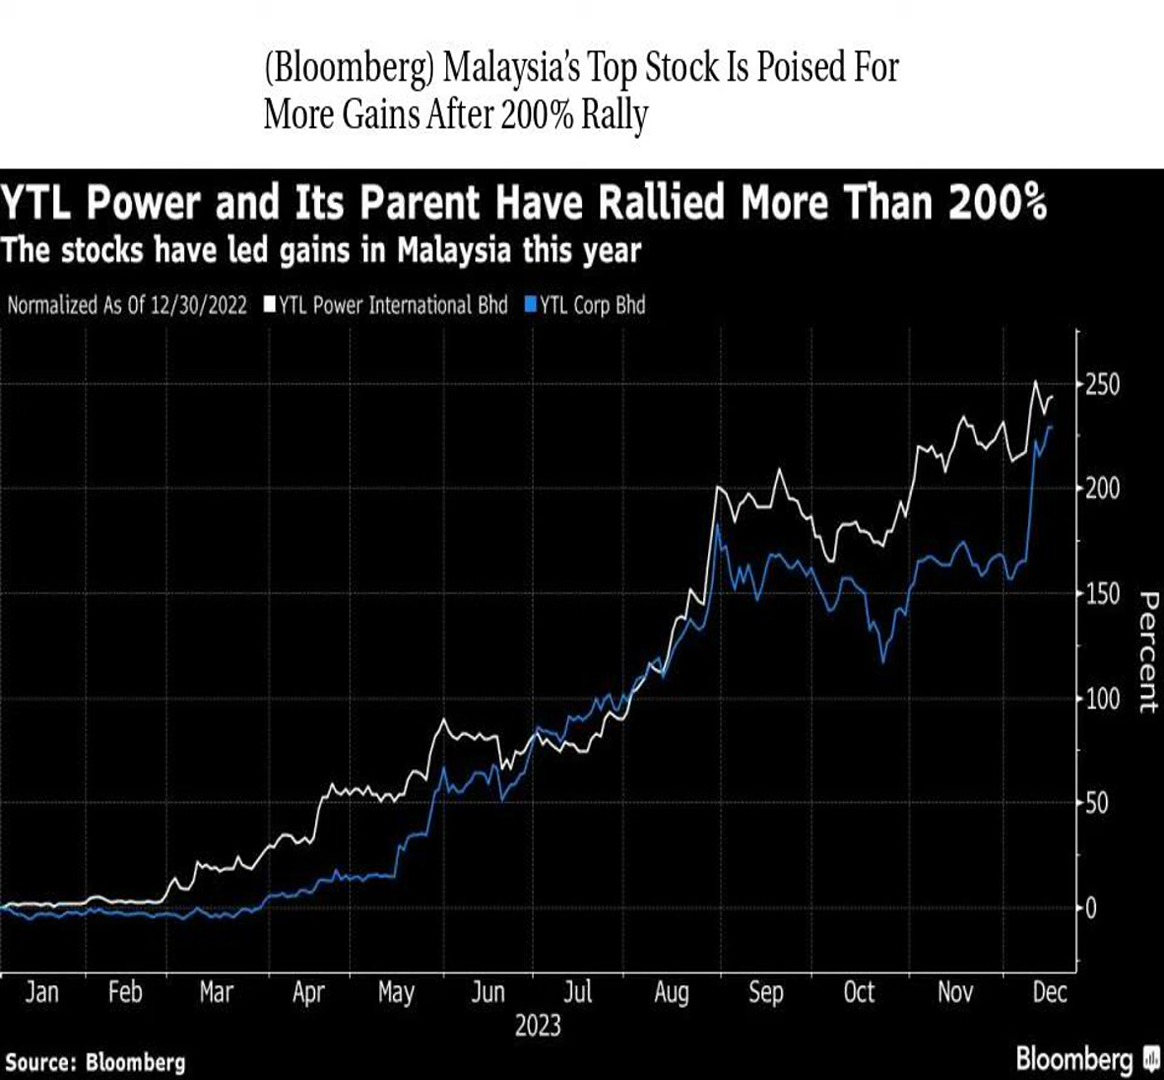 (Bloomberg) Malaysia's Top Stock Is Poised For
More Gains After 200% Rally
YTL Power and Its Parent Have Rallied More Than 200%
The stocks have led gains in Malaysia this year
Normalized As Of 12/30/2022 YTL Power International Bhd YTL Corp Bhd
250
200
150
100
50
0
Percent
Jan Feb Mar Apr May Jun Jul Aug Sep Oct Nov Dec
2023
Source: Bloomberg
Bloomberg